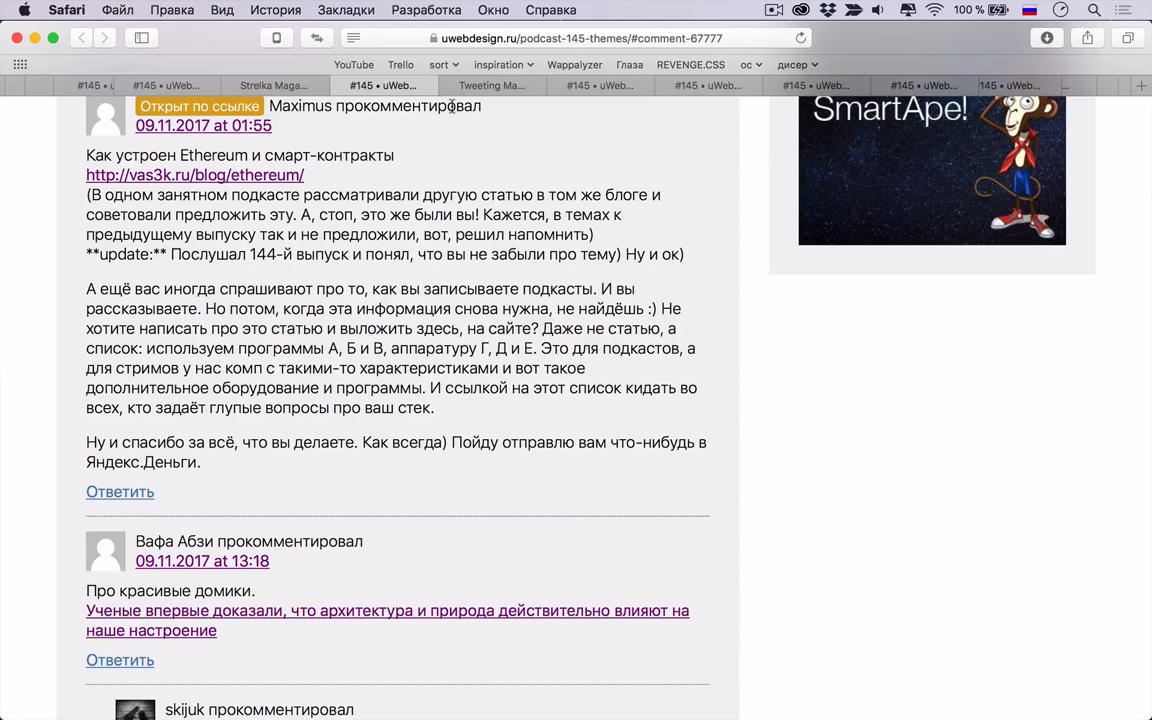 Safari Файл Правка Вид История Закладки Разработка Окно Справка 100 %
uwebdesign.ru/podcast-145-themes/#comment-67777
YouTube Trello sort inspiration Wappalyzer Глаза REVENGE.CSS ос дисер
#145 • u #145 • uWeb... Strelka Maga... #145 • uWeb... Tweeting Ma... #145 • uWeb... #145 • uWeb... #145 • uWeb... #145 • uWeb...
SmartApe!
Открыт по ссылке Maximus прокомментировал
09.11.2017 at 01:55
Как устроен Ethereum и смарт-контракты
http://vas3k.ru/blog/ethereum/
(В одном занятном подкасте рассматривали другую статью в том же блоге и
советовали предложить эту. А, стоп, это же были вы! Кажется, в темах к
предыдущему выпуску так и не предложили, вот, решил напомнить)
**update:** Послушал 144-й выпуск и понял, что вы не забыли про тему) Ну и ок)
А ещё вас иногда спрашивают про то, как вы записываете подкасты. И вы
рассказываете. Но потом, когда эта информация снова нужна, не найдёшь :) Не
хотите написать про это статью и выложить здесь, на сайте? Даже не статью, а
список: используем программы А, Б и В, аппаратуру Г, Д и Е. Это для подкастов, а
для стримов у нас комп с такими-то характеристиками и вот такое
дополнительное оборудование и программы. И ссылкой на этот список кидать во
всех, кто задаёт глупые вопросы про ваш стек.
Ну и спасибо за всё, что вы делаете. Как всегда) Пойду отправлю вам что-нибудь в
Яндекс.Деньги.
Ответить
Вафа Абзи прокомментировал
09.11.2017 at 13:18
Про красивые домики.
Ученые впервые доказали, что архитектура и природа действительно влияют на
наше настроение
Ответить
skijuk прокомментировал